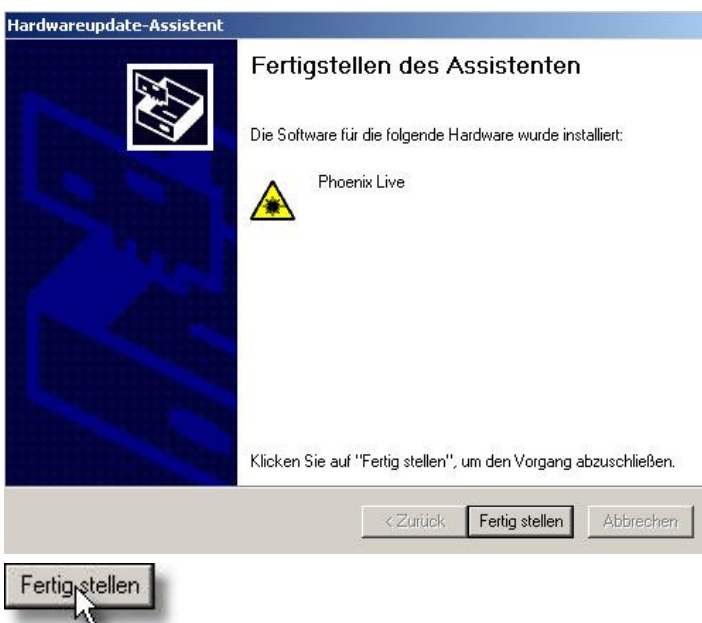 Hardwareupdate-Assistent
Fertigstellen des Assistenten
Die Software für die folgende Hardware wurde installiert:
Phoenix Live
Klicken Sie auf "Fertig stellen", um den Vorgang abzuschließen.
< Zurück
Fertig stellen
Abbrechen
Fertig stellen